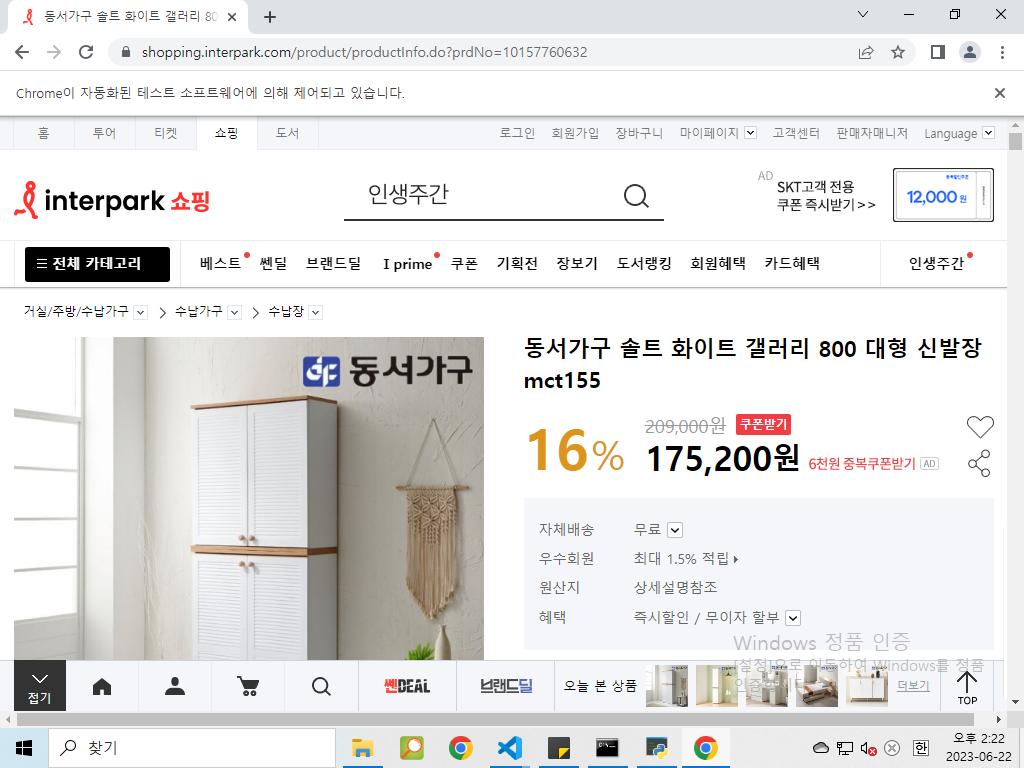 동서가구 솔트 화이트 갤러리 80
shopping.interpark.com/product/productInfo.do?prdNo=10157760632
Chrome이 자동화된 테스트 소프트웨어에 의해 제어되고 있습니다.
홈 투어 티켓 쇼핑 도서 로그인 회원가입 장바구니 마이페이지 고객센터 판매자매니저 Language
interpark 쇼핑
인생주간
AD
SKT고객 전용
쿠폰 즉시받기>>
12,000원
전체 카테고리 베스트 쎈딜 브랜드딜 I prime 쿠폰 기획전 장보기 도서랭킹 회원혜택 카드혜택 인생주간
거실/주방/수납가구 > 수납가구 > 수납장
동서가구
동서가구 솔트 화이트 갤러리 800 대형 신발장
mct155
16%
209,000원 쿠폰받기
175,200원 6천원 중복쿠폰받기 AD
자체배송 무료
우수회원 최대 1.5% 적립
원산지 상세설명참조
혜택 즉시할인 / 무이자 할부
Windows 정품 인증
[설정]으로 이동하여 Windows를 정품
접기
쎈DEAL
브랜드딜
오늘 본 상품
더보기
TOP
찾기
한
오후 2:22
2023-06-22